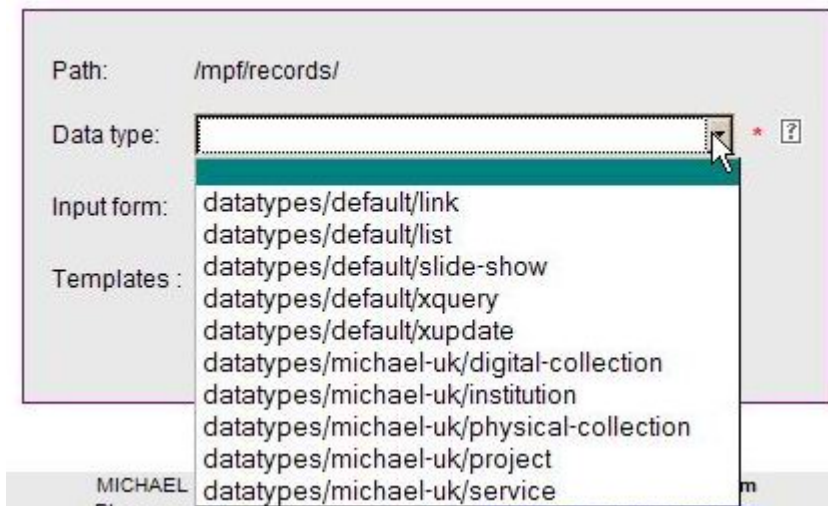 Path: /mpf/records/
Data type: * ?
datatypes/default/link
Input form:
datatypes/default/list
datatypes/default/slide-show
Templates :
datatypes/default/xquery
datatypes/default/xupdate
datatypes/michael-uk/digital-collection
datatypes/michael-uk/institution
datatypes/michael-uk/physical-collection
datatypes/michael-uk/project
MICHAEL datatypes/michael-uk/service m